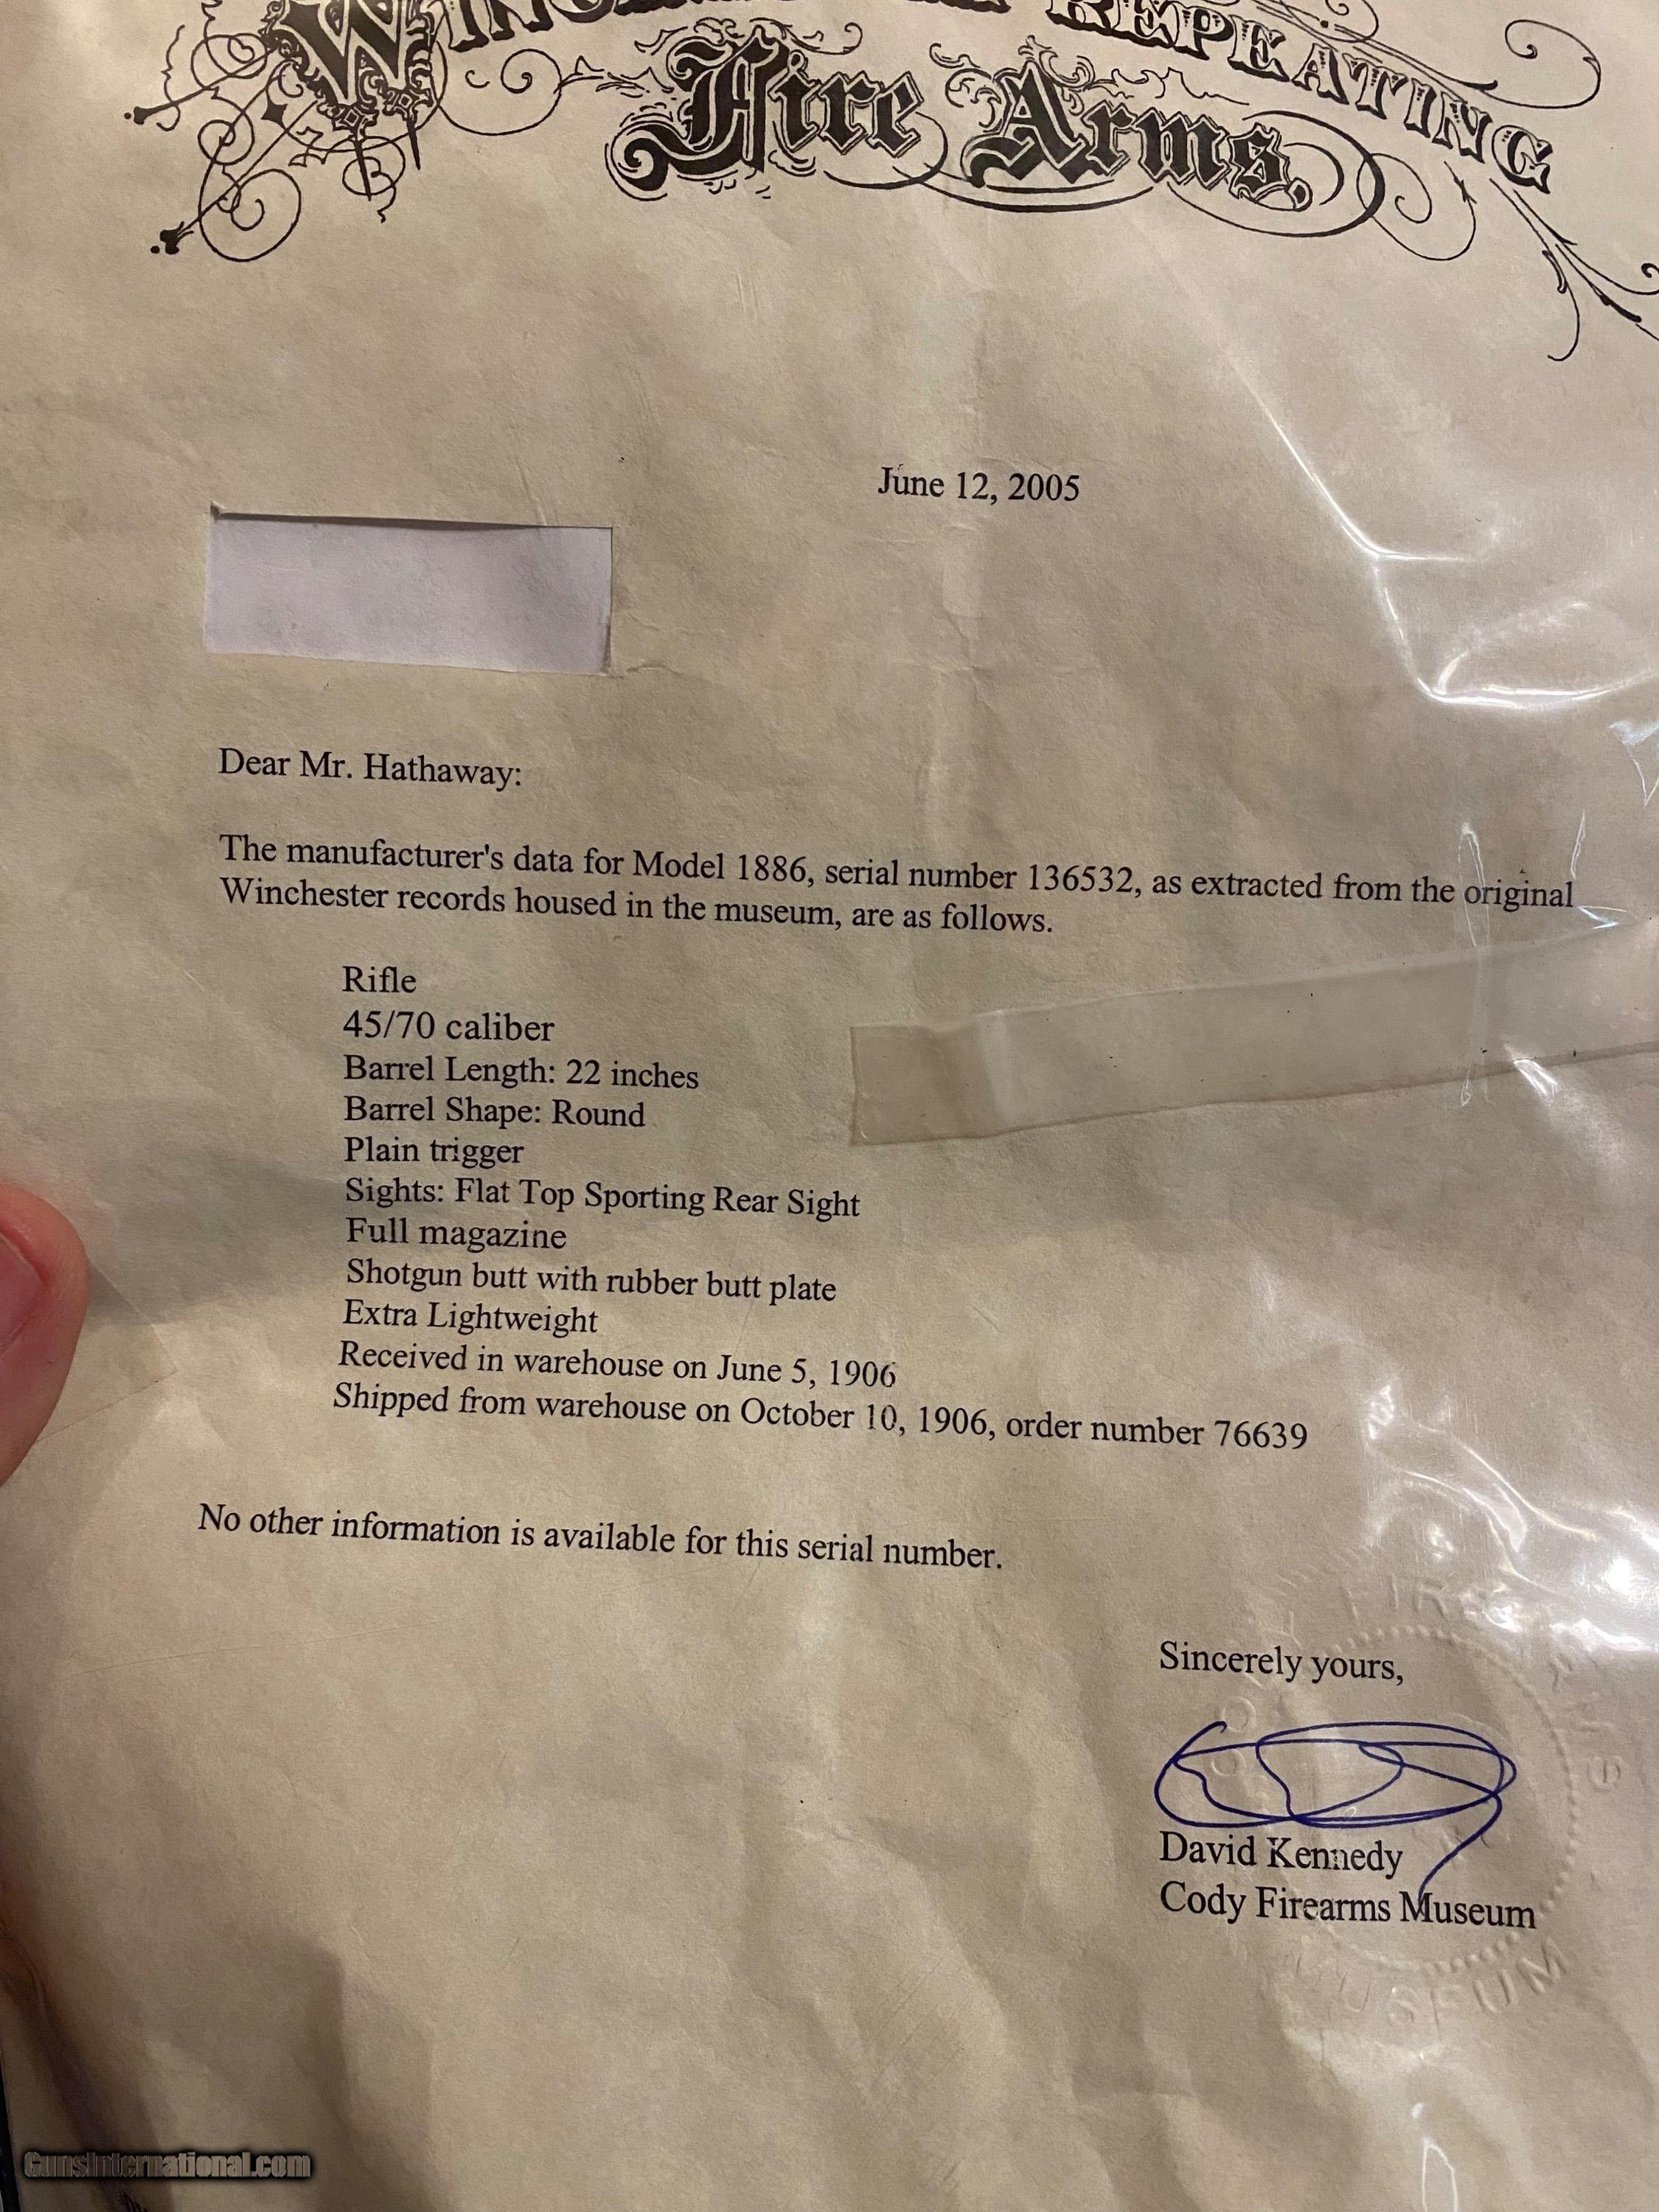 REPEATING
Fire Arms.
June 12, 2005
Dear Mr. Hathaway:
The manufacturer's data for Model 1886, serial number 136532, as extracted from the original
Winchester records housed in the museum, are as follows.
Rifle
45/70 caliber
Barrel Length: 22 inches
Barrel Shape: Round
Plain trigger
Sights: Flat Top Sporting Rear Sight
Full magazine
Shotgun butt with rubber butt plate
Extra Lightweight
Received in warehouse on June 5, 1906
Shipped from warehouse on October 10, 1906, order number 76639
No other information is available for this serial number.
Sincerely yours,
David Kennedy
Cody Firearms Museum
MUSEUM
GunsInternational.com